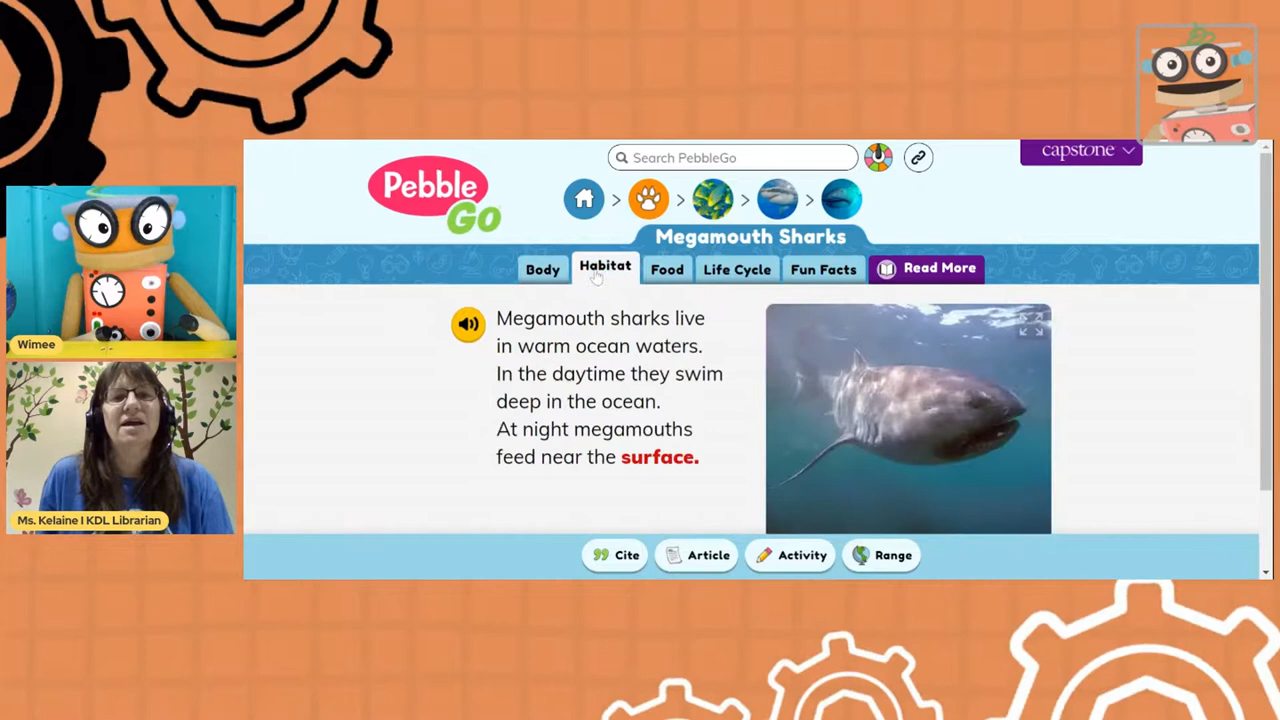 Search PebbleGo
capstone
Pebble
Go
Megamouth Sharks
Body
Habitat
Food
Life Cycle
Fun Facts
Read More
Megamouth sharks live
in warm ocean waters.
In the daytime they swim
deep in the ocean.
At night megamouths
feed near the surface.
Cite
Article
Activity
Range
Wimee
Ms. Kelaine I KDL Librarian